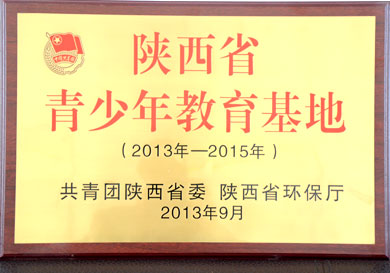 陕西省
青少年教育基地
（2013年—2015年）
共青团陕西省委 陕西省环保厅
2013年9月